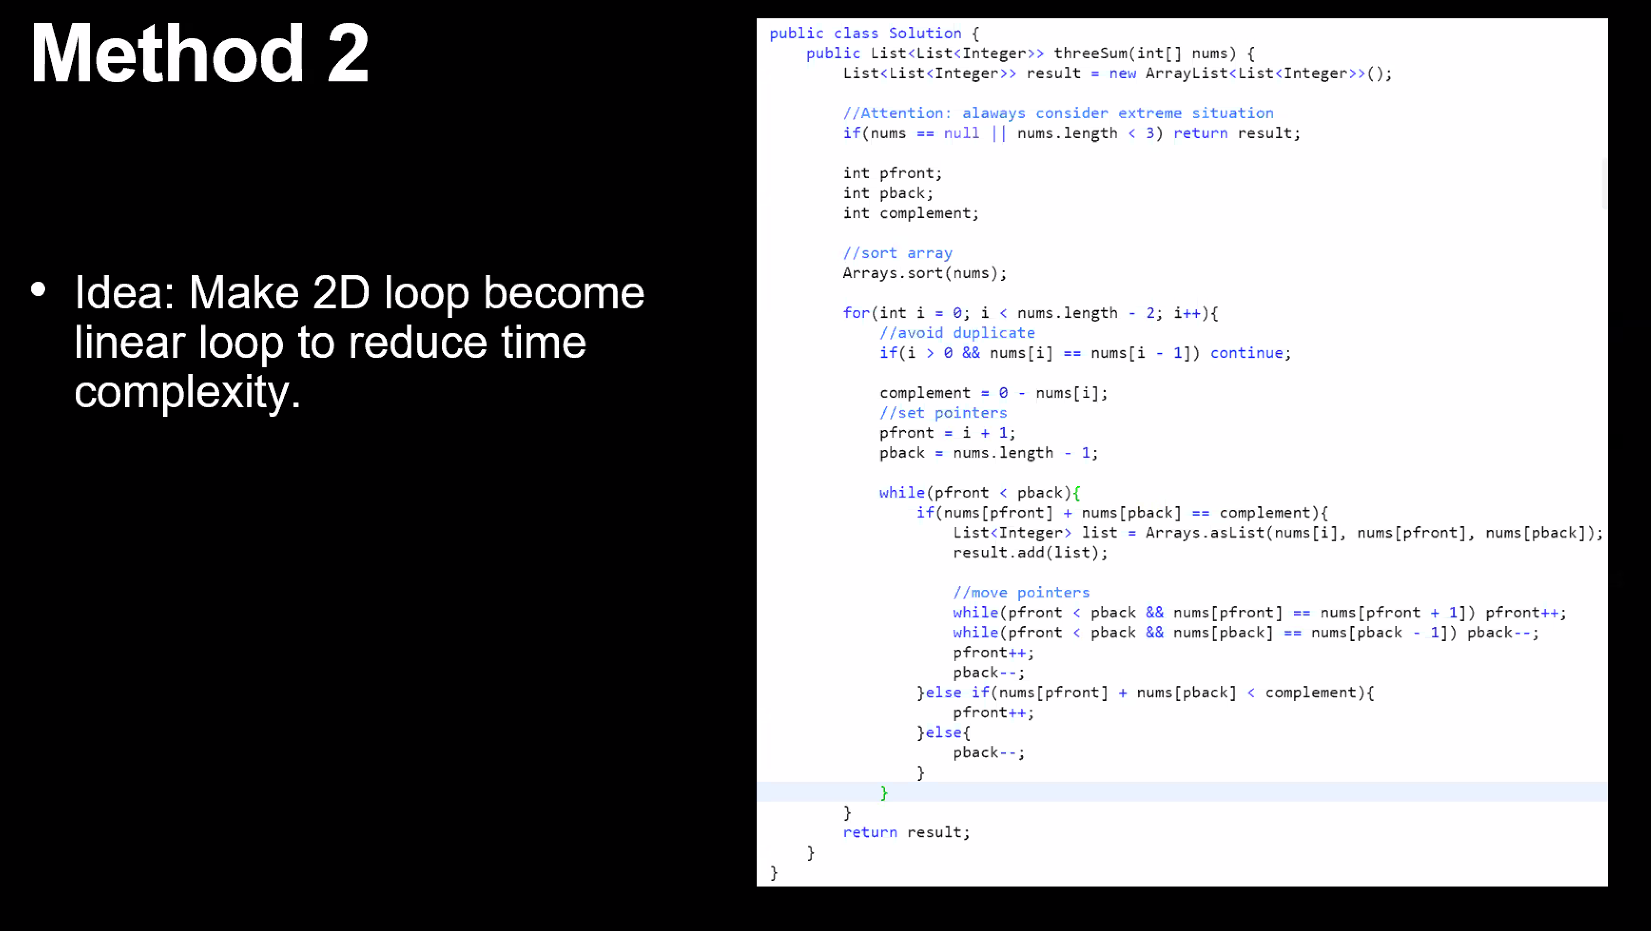 Method 2
• Idea: Make 2D loop become
linear loop to reduce time
complexity.
public class Solution {
    public List<List<Integer>> threeSum(int[] nums) {
        List<List<Integer>> result = new ArrayList<List<Integer>>();
        //Attention: alaways consider extreme situation
        if(nums == null || nums.length < 3) return result;
        int pfront;
        int pback;
        int complement;
        //sort array
        Arrays.sort(nums);
        for(int i = 0; i < nums.length - 2; i++){
            //avoid duplicate
            if(i > 0 && nums[i] == nums[i - 1]) continue;
            complement = 0 - nums[i];
            //set pointers
            pfront = i + 1;
            pback = nums.length - 1;
            while(pfront < pback){
                if(nums[pfront] + nums[pback] == complement){
                    List<Integer> list = Arrays.asList(nums[i], nums[pfront], nums[pback]);
                    result.add(list);
                    //move pointers
                    while(pfront < pback && nums[pfront] == nums[pfront + 1]) pfront++;
                    while(pfront < pback && nums[pback] == nums[pback - 1]) pback--;
                    pfront++;
                    pback--;
                }else if(nums[pfront] + nums[pback] < complement){
                    pfront++;
                }else{
                    pback--;
                }
            }
        }
        return result;
    }
}